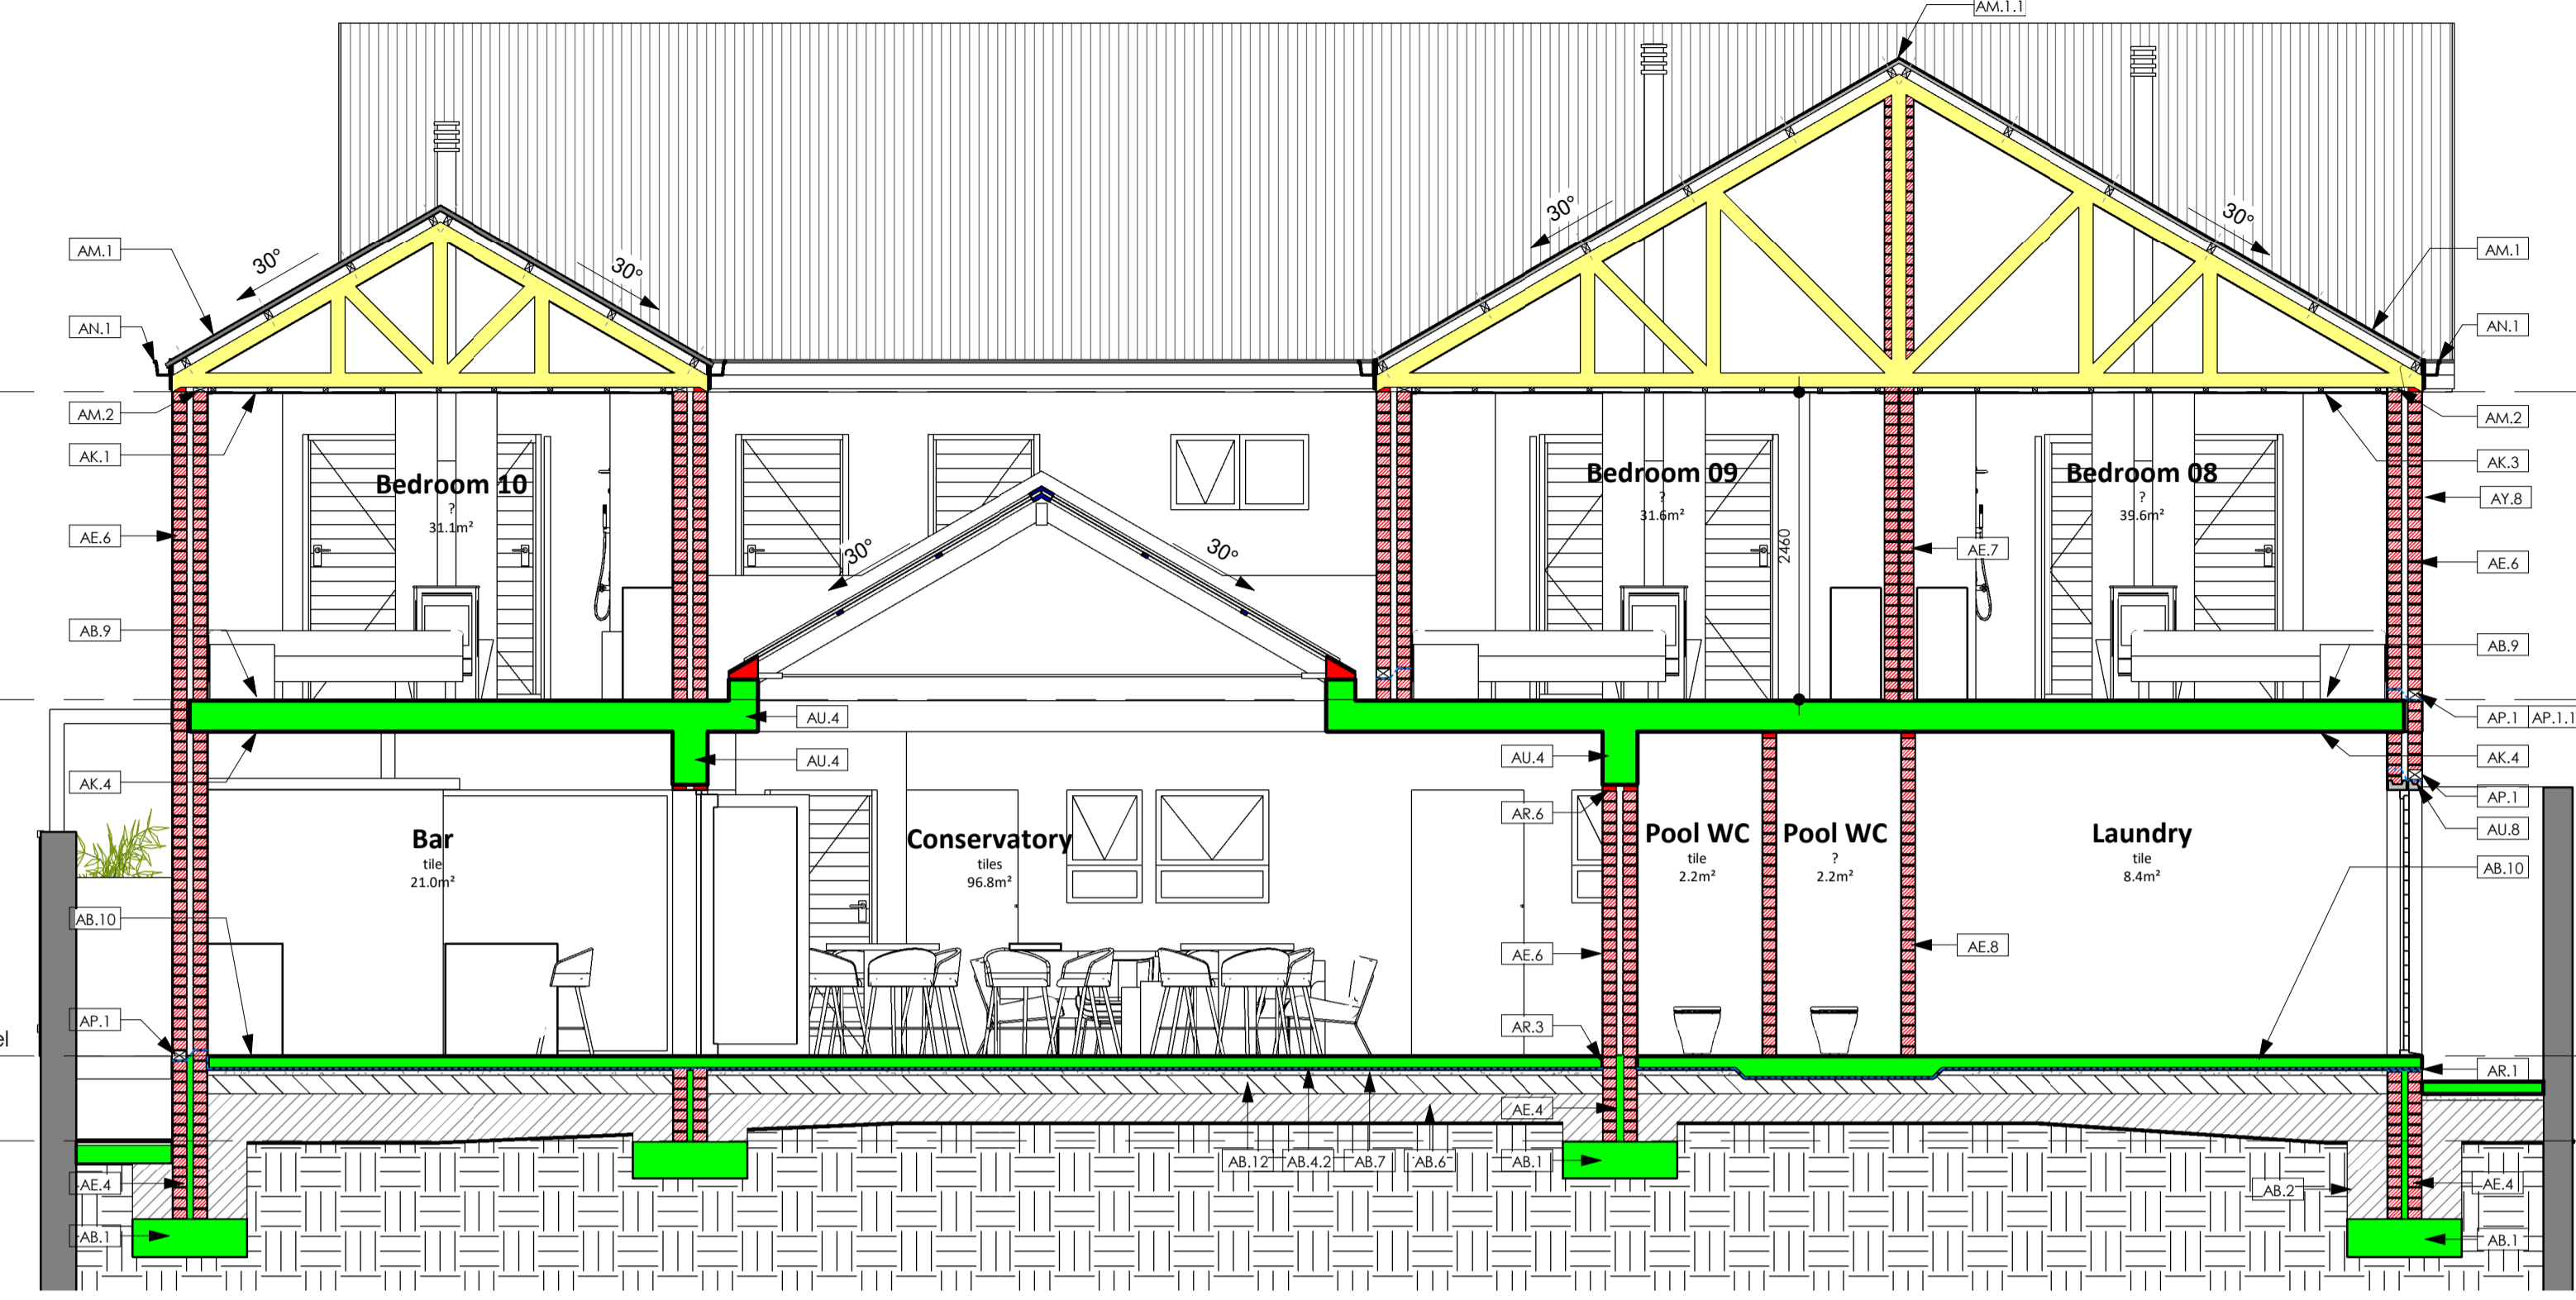 AM.1.1
30°
30°
30°
30°
AM.1
AM.1
AN.1
AN.1
AM.2
AM.2
AK.1
AK.3
Bedroom 10
?
31.1m²
Bedroom 09
?
31.6m²
Bedroom 08
?
39.6m²
AY.8
AE.6
AE.7
AE.6
2460
30°
30°
AB.9
AB.9
AU.4
AP.1
AP.1.1
AU.4
AU.4
AK.4
AK.4
AP.1
AR.6
AU.8
Bar
tile
21.0m²
Conservatory
tiles
96.8m²
Pool WC
tile
2.2m²
Pool WC
?
2.2m²
Laundry
tile
8.4m²
AB.10
AB.10
AE.6
AE.8
AP.1
AR.3
el
AR.1
AE.4
AB.12
AB.4.2
AB.7
AB.6
AB.1
AE.4
AB.2
AE.4
AB.1
AB.1